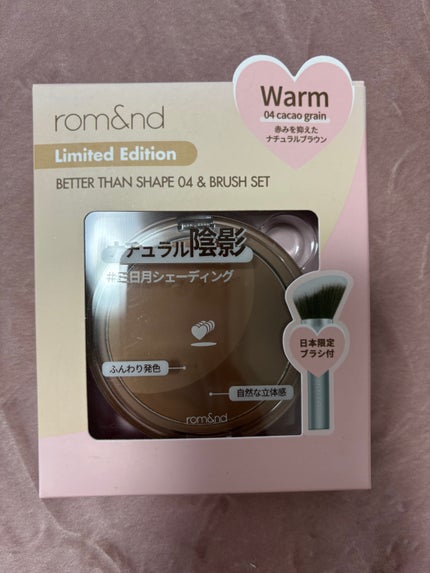 rom&nd
Limited Edition
BETTER THAN SHAPE 04 & BRUSH SET
Warm
04 cacao grain
赤みを抑えた
ナチュラルブラウン
ナチュラル陰影
#三日月シェーディング
ふんわり発色
自然な立体感
rom&nd
日本限定
ブラシ付